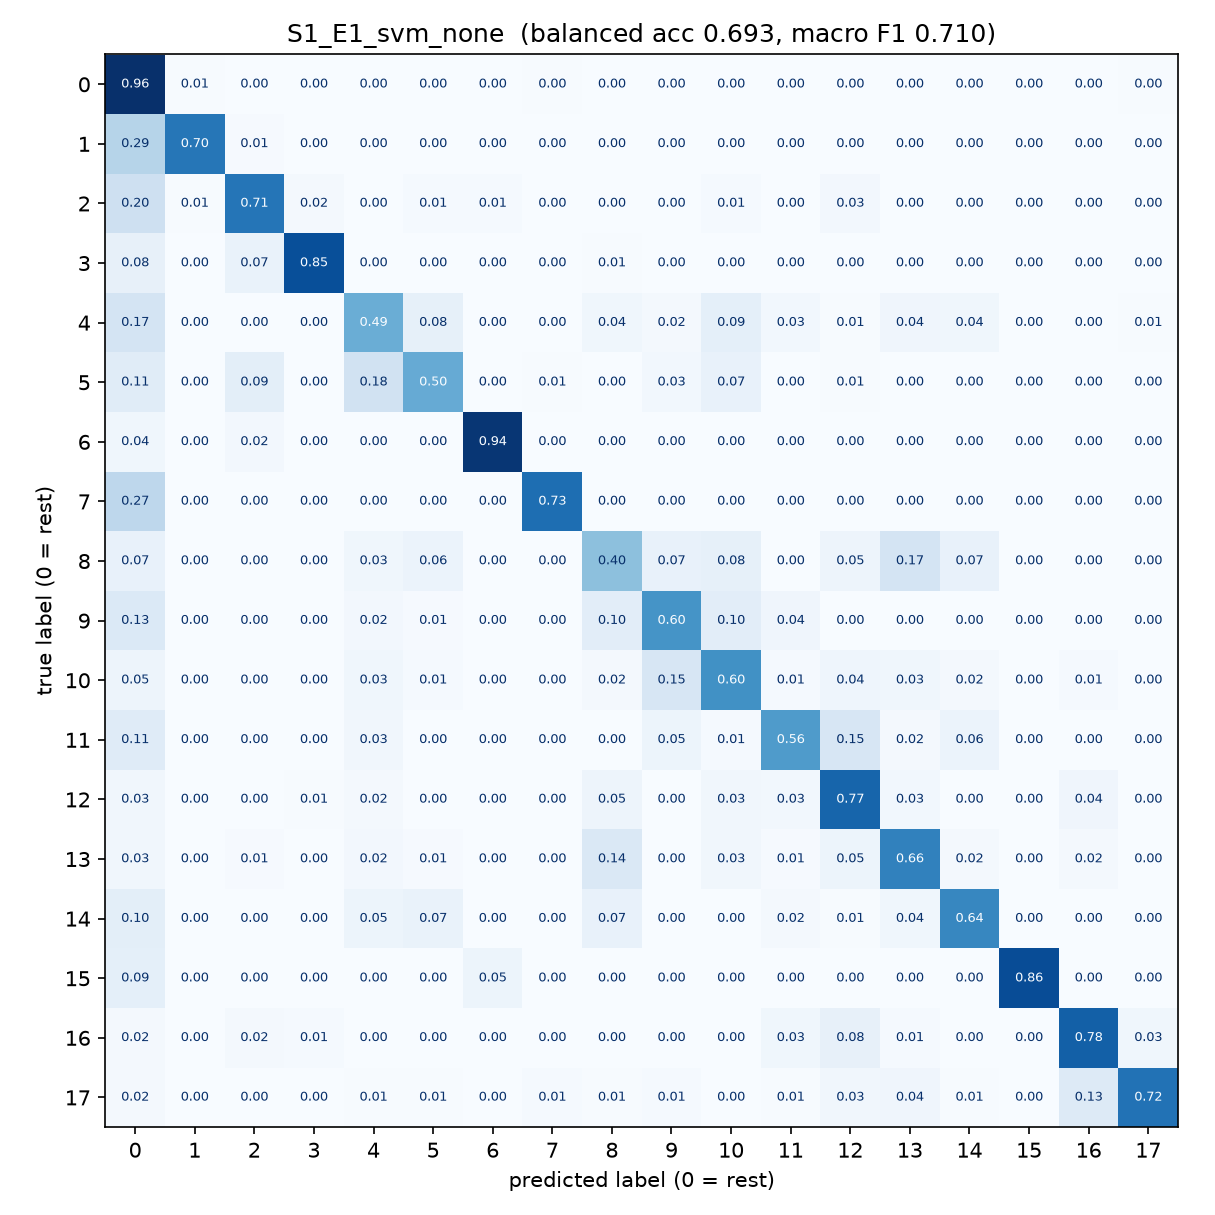 S1_E1_svm_none  (balanced acc 0.693, macro F1 0.710)
0 0.96 0.01 0.00 0.00 0.00 0.00 0.00 0.00 0.00 0.00 0.00 0.00 0.00 0.00 0.00 0.00 0.00 0.00
1 0.29 0.70 0.01 0.00 0.00 0.00 0.00 0.00 0.00 0.00 0.00 0.00 0.00 0.00 0.00 0.00 0.00 0.00
2 0.20 0.01 0.71 0.02 0.00 0.01 0.01 0.00 0.00 0.00 0.01 0.00 0.03 0.00 0.00 0.00 0.00 0.00
3 0.08 0.00 0.07 0.85 0.00 0.00 0.00 0.00 0.01 0.00 0.00 0.00 0.00 0.00 0.00 0.00 0.00 0.00
4 0.17 0.00 0.00 0.00 0.49 0.08 0.00 0.00 0.04 0.02 0.09 0.03 0.01 0.04 0.04 0.00 0.00 0.01
5 0.11 0.00 0.09 0.00 0.18 0.50 0.00 0.01 0.00 0.03 0.07 0.00 0.01 0.00 0.00 0.00 0.00 0.00
6 0.04 0.00 0.02 0.00 0.00 0.00 0.94 0.00 0.00 0.00 0.00 0.00 0.00 0.00 0.00 0.00 0.00 0.00
7 0.27 0.00 0.00 0.00 0.00 0.00 0.00 0.73 0.00 0.00 0.00 0.00 0.00 0.00 0.00 0.00 0.00 0.00
8 0.07 0.00 0.00 0.00 0.03 0.06 0.00 0.00 0.40 0.07 0.08 0.00 0.05 0.17 0.07 0.00 0.00 0.00
9 0.13 0.00 0.00 0.00 0.02 0.01 0.00 0.00 0.10 0.60 0.10 0.04 0.00 0.00 0.00 0.00 0.00 0.00
10 0.05 0.00 0.00 0.00 0.03 0.01 0.00 0.00 0.02 0.15 0.60 0.01 0.04 0.03 0.02 0.00 0.01 0.00
11 0.11 0.00 0.00 0.00 0.03 0.00 0.00 0.00 0.00 0.05 0.01 0.56 0.15 0.02 0.06 0.00 0.00 0.00
12 0.03 0.00 0.00 0.01 0.02 0.00 0.00 0.00 0.05 0.00 0.03 0.03 0.77 0.03 0.00 0.00 0.04 0.00
13 0.03 0.00 0.01 0.00 0.02 0.01 0.00 0.00 0.14 0.00 0.03 0.01 0.05 0.66 0.02 0.00 0.02 0.00
14 0.10 0.00 0.00 0.00 0.05 0.07 0.00 0.00 0.07 0.00 0.00 0.02 0.01 0.04 0.64 0.00 0.00 0.00
15 0.09 0.00 0.00 0.00 0.00 0.00 0.05 0.00 0.00 0.00 0.00 0.00 0.00 0.00 0.00 0.86 0.00 0.00
16 0.02 0.00 0.02 0.01 0.00 0.00 0.00 0.00 0.00 0.00 0.00 0.03 0.08 0.01 0.00 0.00 0.78 0.03
17 0.02 0.00 0.00 0.00 0.01 0.01 0.00 0.01 0.01 0.01 0.00 0.01 0.03 0.04 0.01 0.00 0.13 0.72
0 1 2 3 4 5 6 7 8 9 10 11 12 13 14 15 16 17
predicted label (0 = rest)
true label (0 = rest)